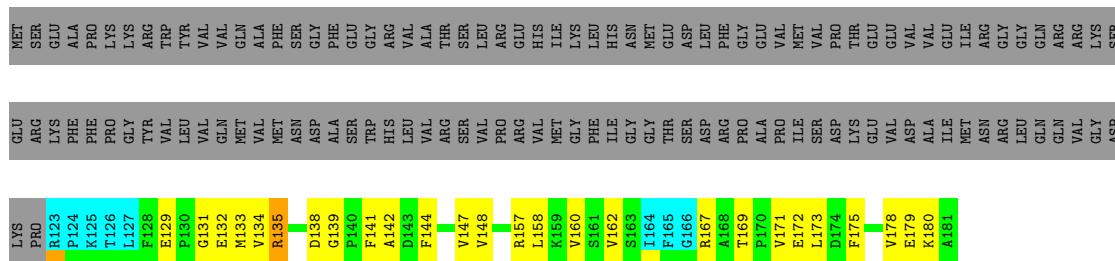 MET SER GLU ALA PRO LYS LYS ARG TRP TYR VAL VAL GLN ALA PHE SER GLY PHE GLU GLY ARG VAL ALA THR SER LEU ARG GLU HIS ILE LYS LEU HIS ASN MET GLU ASP LEU PHE GLY GLU VAL MET VAL PRO THR GLU GLU VAL VAL GLU ILE ARG GLY GLY GLN ARG ARG LYS SER
GLU ARG LYS PHE PHE PRO GLY TYR VAL LEU VAL GLN MET VAL MET ASN ASP ALA SER TRP HIS LEU VAL ARG SER VAL PRO ARG VAL MET GLY PHE ILE GLY GLY THR SER ASP ARG PRO ALA PRO ILE SER ASP LYS GLU VAL ASP ALA ILE MET ASN ARG LEU GLN GLN VAL GLY ASP
LYS PRO R123 P124 K125 T126 L127 F128 E129 P130 G131 E132 M133 V134 R135 D138 G139 P140 F141 A142 D143 F144 V147 V148 R157 L158 K159 V160 S161 V162 S163 I164 F165 G166 R167 A168 T169 P170 V171 E172 L173 D174 F175 V178 E179 K180 A181